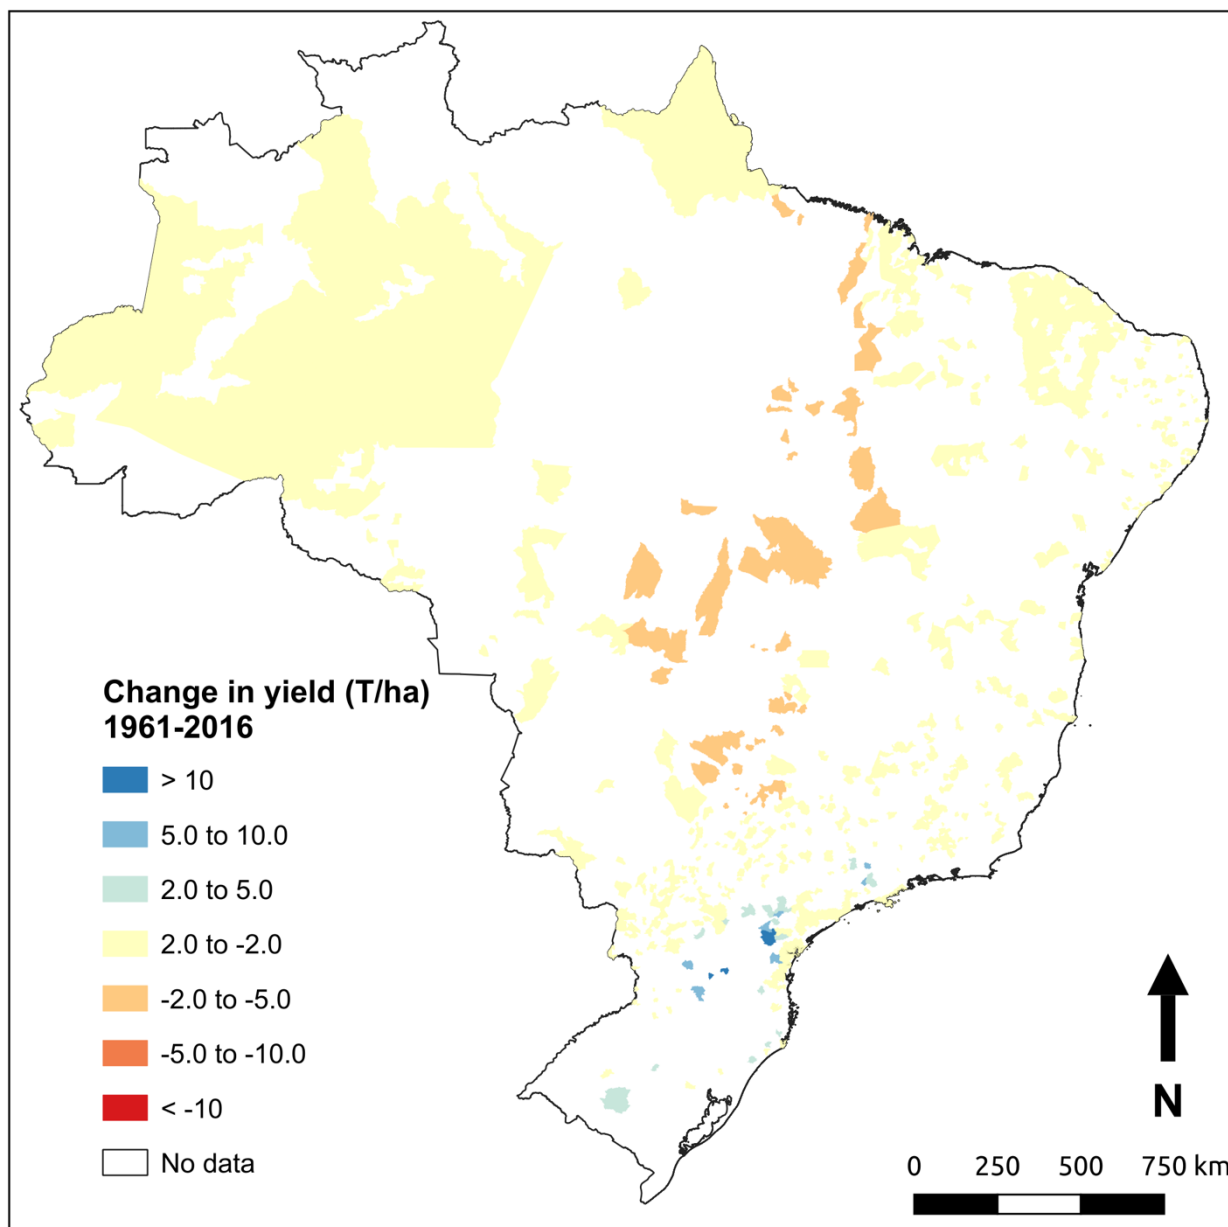 Change in yield (T/ha)
1961-2016
> 10
5.0 to 10.0
2.0 to 5.0
2.0 to -2.0
-2.0 to -5.0
-5.0 to -10.0
< -10
No data
N
0 250 500 750 km